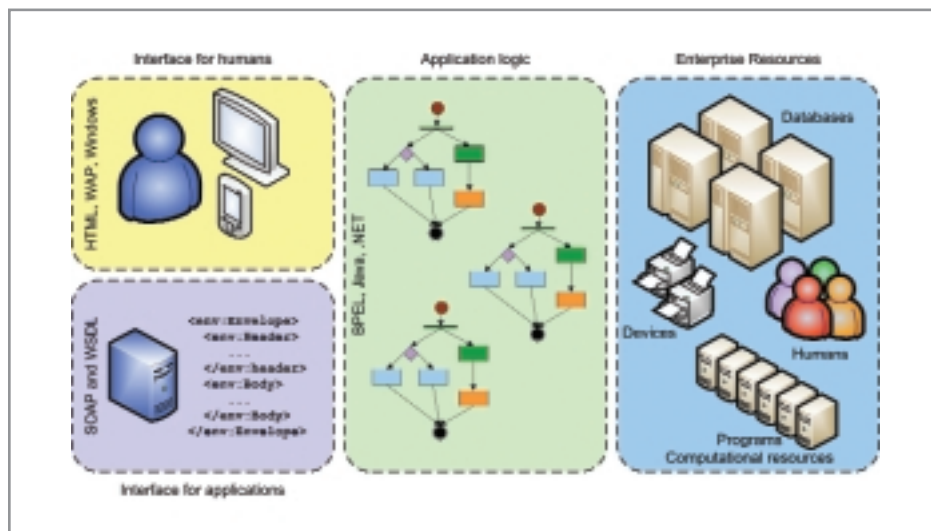 Interface for humans
HTML, WAP, Windows
SOAP and WSDL
<env:Envelope>
<env:Header>
...
</env:header>
<env:Body>
...
</env:Body>
</env:Envelope>
Interface for applications
Application logic
BPEL, Java, .NET
Enterprise Resources
Databases
Devices
Humans
Programs
Computational resources